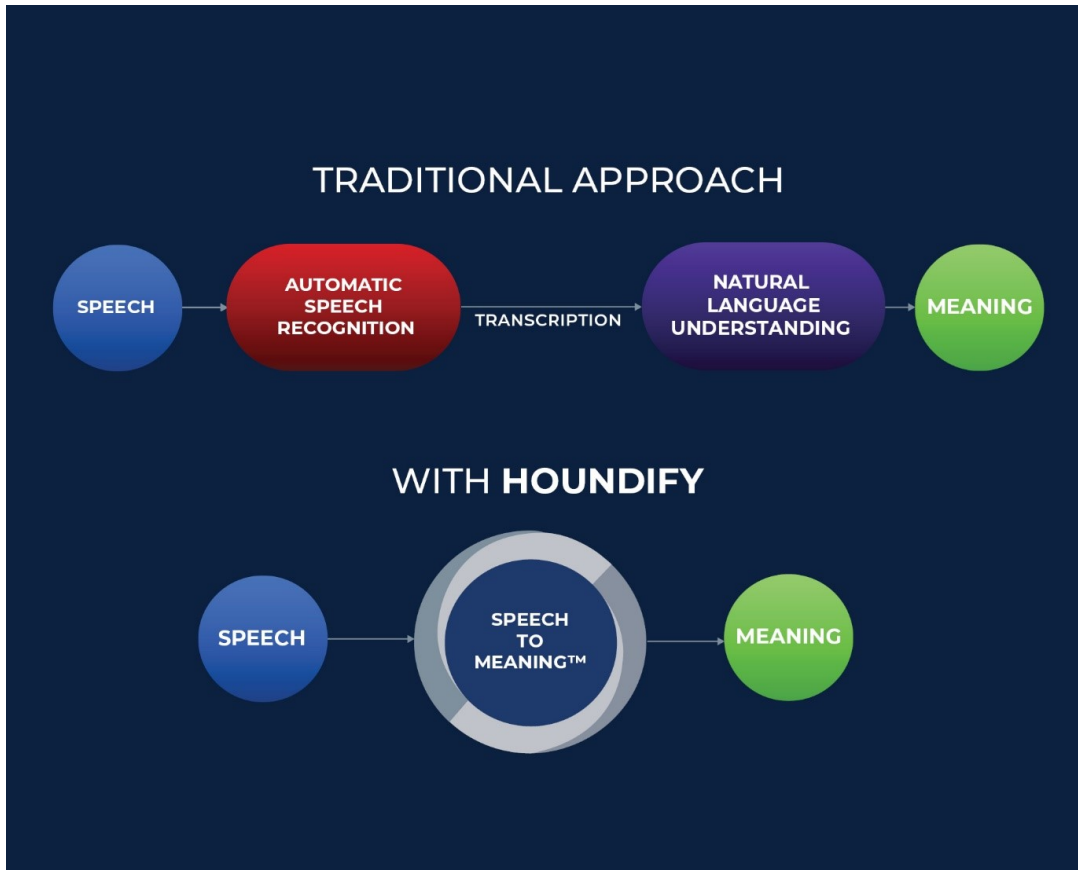 TRADITIONAL APPROACH
SPEECH
AUTOMATIC
SPEECH
RECOGNITION
TRANSCRIPTION
NATURAL
LANGUAGE
UNDERSTANDING
MEANING
WITH HOUNDIFY
SPEECH
SPEECH
TO
MEANING™
MEANING